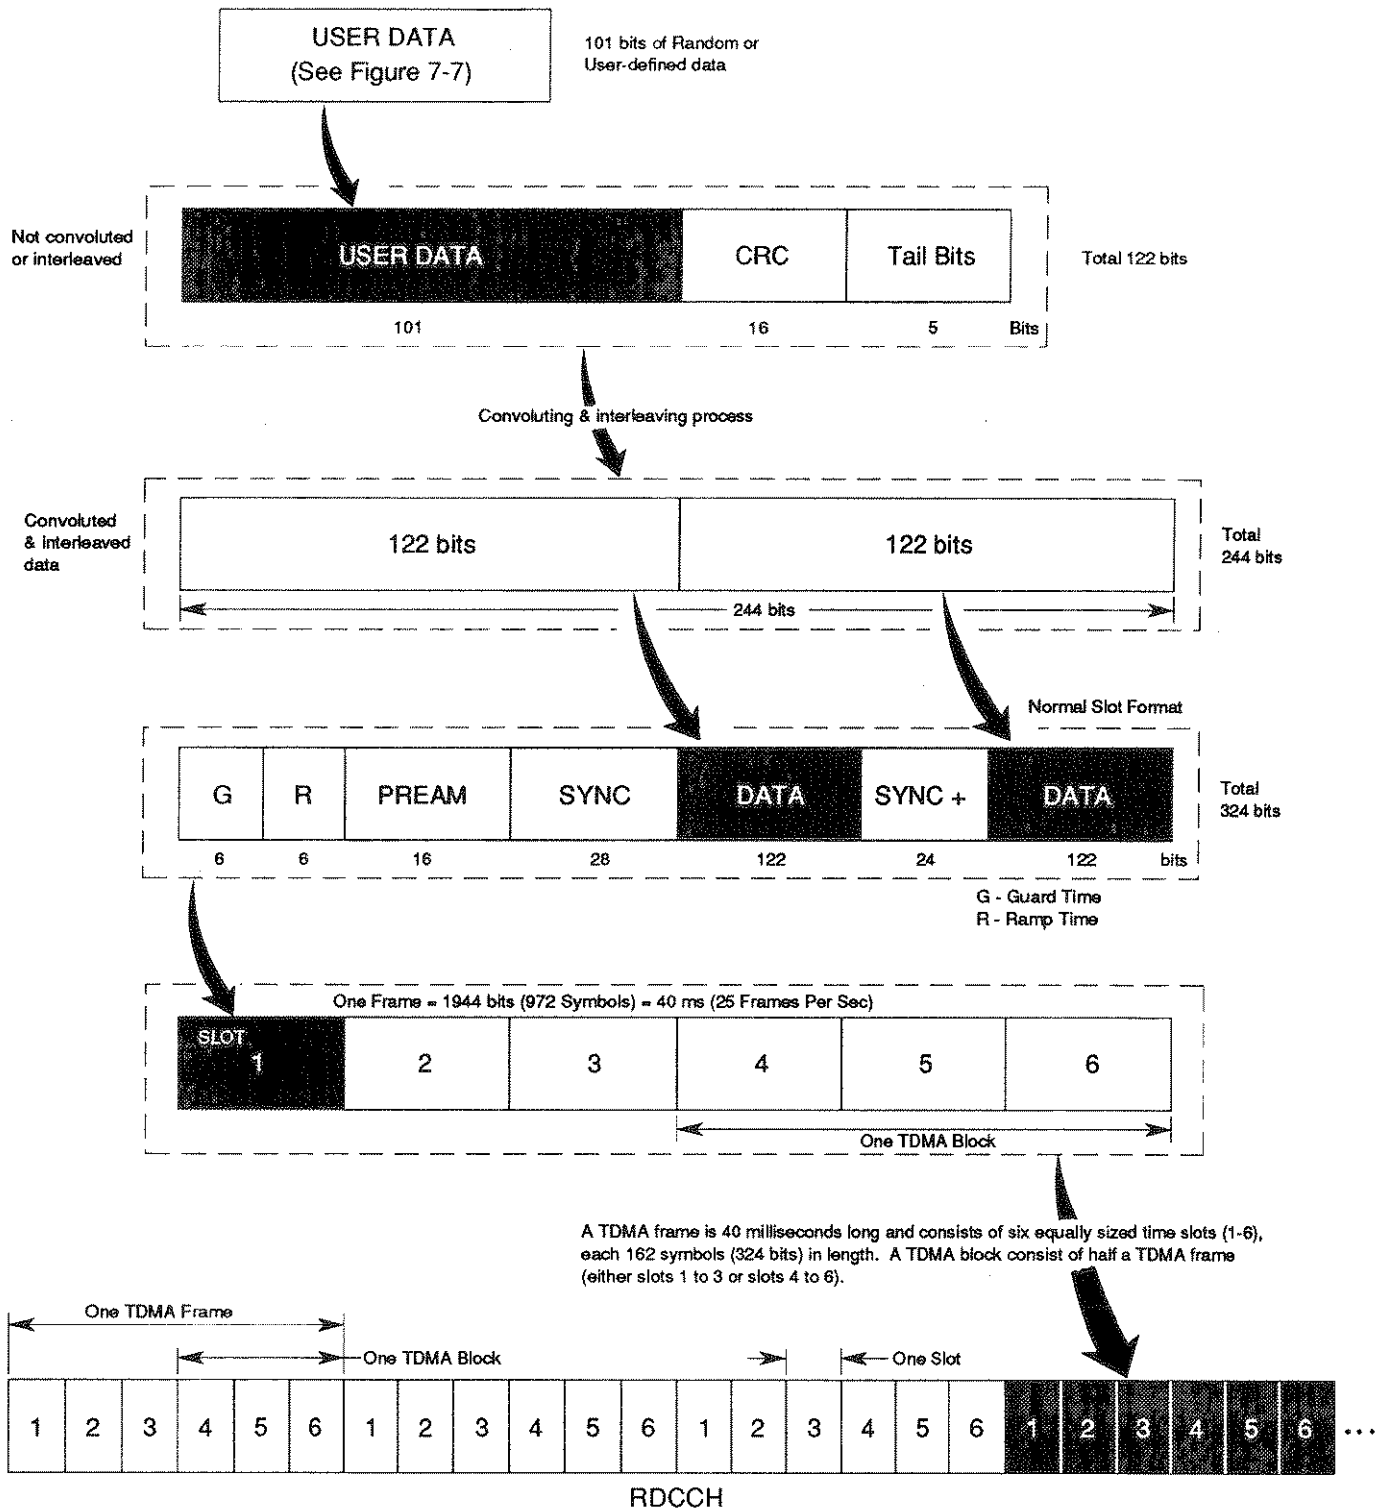 USER DATA
(See Figure 7-7)
101 bits of Random or
User-defined data
Not convoluted
or interleaved
USER DATA
CRC
Tail Bits
Total 122 bits
101
16
5
Bits
Convoluting & interleaving process
Convoluted
& Interleaved
data
122 bits
122 bits
Total
244 bits
244 bits
Normal Slot Format
G
R
PREAM
SYNC
DATA
SYNC +
DATA
Total
324 bits
6
6
16
28
122
24
122
bits
G - Guard Time
R - Ramp Time
One Frame = 1944 bits (972 Symbols) = 40 ms (25 Frames Per Sec)
SLOT
1
2
3
4
5
6
One TDMA Block
A TDMA frame is 40 milliseconds long and consists of six equally sized time slots (1-6),
each 162 symbols (324 bits) in length. A TDMA block consist of half a TDMA frame
(either slots 1 to 3 or slots 4 to 6).
One TDMA Frame
One TDMA Block
One Slot
1 2 3 4 5 6 1 2 3 4 5 6 1 2 3 4 5 6 1 2 3 4 5 6 ...
RDCCH